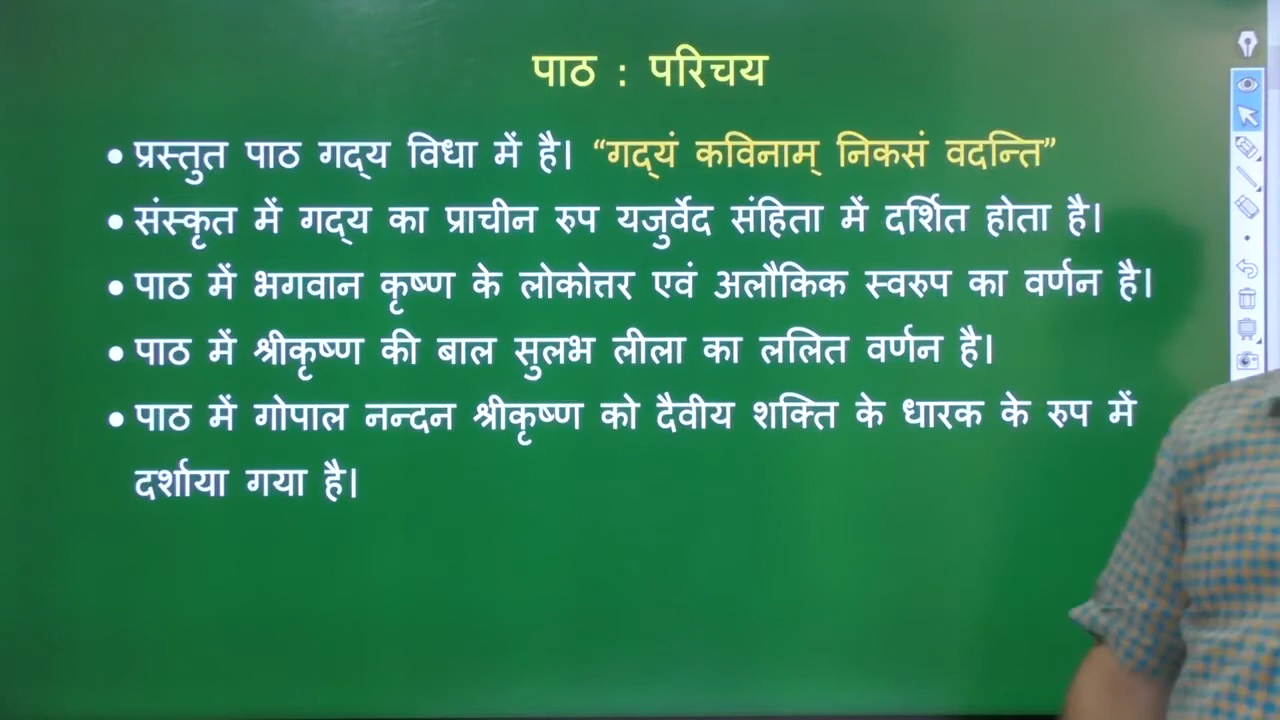 पाठ : परिचय
• प्रस्तुत पाठ गद्य विधा में है। “गद्यं कविनाम् निकसं वदन्ति”
• संस्कृत में गद्य का प्राचीन रुप यजुर्वेद संहिता में दर्शित होता है।
• पाठ में भगवान कृष्ण के लोकोत्तर एवं अलौकिक स्वरुप का वर्णन है।
• पाठ में श्रीकृष्ण की बाल सुलभ लीला का ललित वर्णन है।
• पाठ में गोपाल नन्दन श्रीकृष्ण को दैवीय शक्ति के धारक के रुप में
दर्शाया गया है।